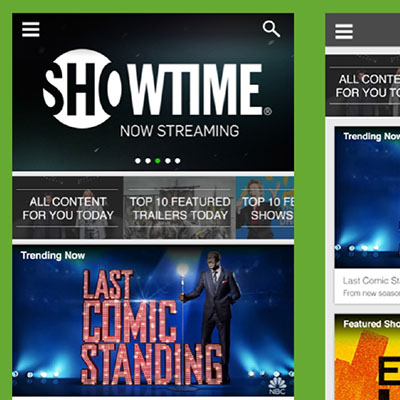 SHOWTIME®
NOW STREAMING
ALL CONTENT
FOR YOU TODAY
TOP 10 FEATURED
TRAILERS TODAY
TOP 10 FE
SHOWS
Trending Now
LAST
COMIC
STANDING
NBC
ALL CONTE
FOR YOU TO
Trending Now
Last Comic St
From new seaso
Featured Sho
E